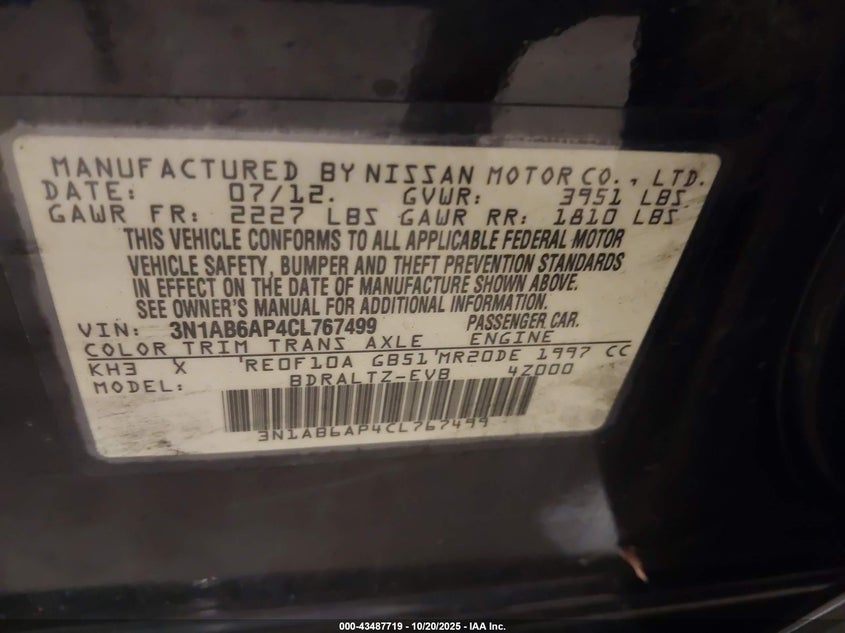 MANUFACTURED BY NISSAN MOTOR CO., LTD.
DATE: 07/12. GVWR: 3951 LBS
GAWR FR: 2227 LBS GAWR RR: 1810 LBS
THIS VEHICLE CONFORMS TO ALL APPLICABLE FEDERAL MOTOR
VEHICLE SAFETY, BUMPER AND THEFT PREVENTION STANDARDS
IN EFFECT ON THE DATE OF MANUFACTURE SHOWN ABOVE.
SEE OWNER'S MANUAL FOR ADDITIONAL INFORMATION.
VIN: 3N1AB6AP4CL767499 PASSENGER CAR.
COLOR TRIM TRANS AXLE ENGINE
KH3 X 'RE0F10A GB51'MR20DE 1997 CC
MODEL: BDRALTZ-EVB 4Z000
3N1AB6AP4CL767499
000-43487719 - 10/20/2025 - IAA Inc.